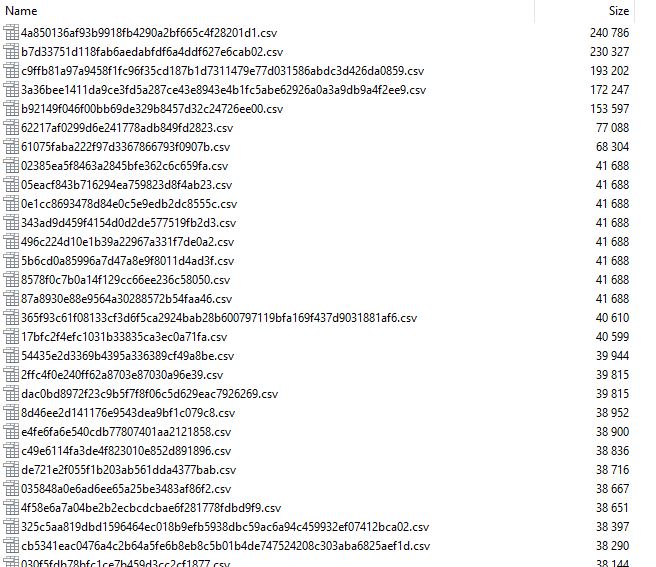 Name Size
4a850136af93b9918fb4290a2bf665c4f28201d1.csv 240 786
b7d33751d118fab6aedabfdf6a4ddf627e6cab02.csv 230 327
c9ffb81a97a9458f1fc96f35cd187b1d7311479e77d031586abdc3d426da0859.csv 193 202
3a36bee1411da9ce3fd5a287ce43e8943e4b1fc5abe62926a0a3a9db9a4f2ee9.csv 172 247
b92149f046f00bb69de329b8457d32c24726ee00.csv 153 597
62217af0299d6e241778adb849fd2823.csv 77 088
61075faba222f97d3367866793f0907b.csv 68 304
02385ea5f8463a2845bfe362c6c659fa.csv 41 688
05eacf843b716294ea759823d8f4ab23.csv 41 688
0e1cc8693478d84e0c5e9edb2dc8555c.csv 41 688
343ad9d459f4154d0d2de577519fb2d3.csv 41 688
496c224d10e1b39a22967a331f7de0a2.csv 41 688
5b6cd0a85996a7d47a8e9f8011d4ad3f.csv 41 688
8578f0c7b0a14f129cc66ee236c58050.csv 41 688
87a8930e88e9564a30288572b54faa46.csv 41 688
365f93c61f08133cf3d6f5ca2924bab28b600797119bfa169f437d9031881af6.csv 40 610
17bfc2f4efc1031b33835ca3ec0a71fa.csv 40 599
54435e2d3369b4395a336389cf49a8be.csv 39 944
2ffc4f0e240ff62a8703e87030a96e39.csv 39 815
dac0bd8972f23c9b5f7f8f06c5d629eac7926269.csv 39 815
8d46ee2d141176e9543dea9bf1c079c8.csv 38 952
e4fe6fa6e540cdb77807401aa2121858.csv 38 900
c49e6114fa3de4f823010e852d891896.csv 38 836
de721e2f055f1b203ab561dda4377bab.csv 38 716
035848a0e6ad6ee65a25be3483af86f2.csv 38 667
4f58e6a7a04be2b2ecbcdcbae6f281778fdbd9f9.csv 38 651
325c5aa819dbd1596464ec018b9efb5938dbc59ac6a94c459932ef07412bca02.csv 38 397
cb5341eac0476a4c2b64a5fe6b8eb8c5b01b4de747524208c303aba6825aef1d.csv 38 290
030f5fdb78bfc1ce7b459d3cc2cf1877.csv 38 144